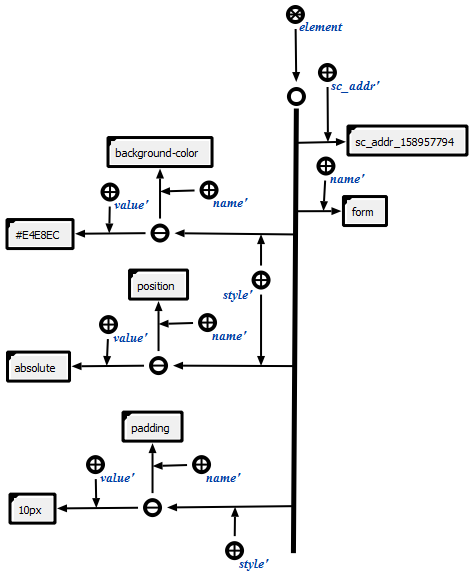 element
sc_addr'
sc_addr_158957794
background-color
name'
value'
name'
form
#E4E8EC
position
style'
value'
name'
absolute
padding
value'
name'
10px
style'